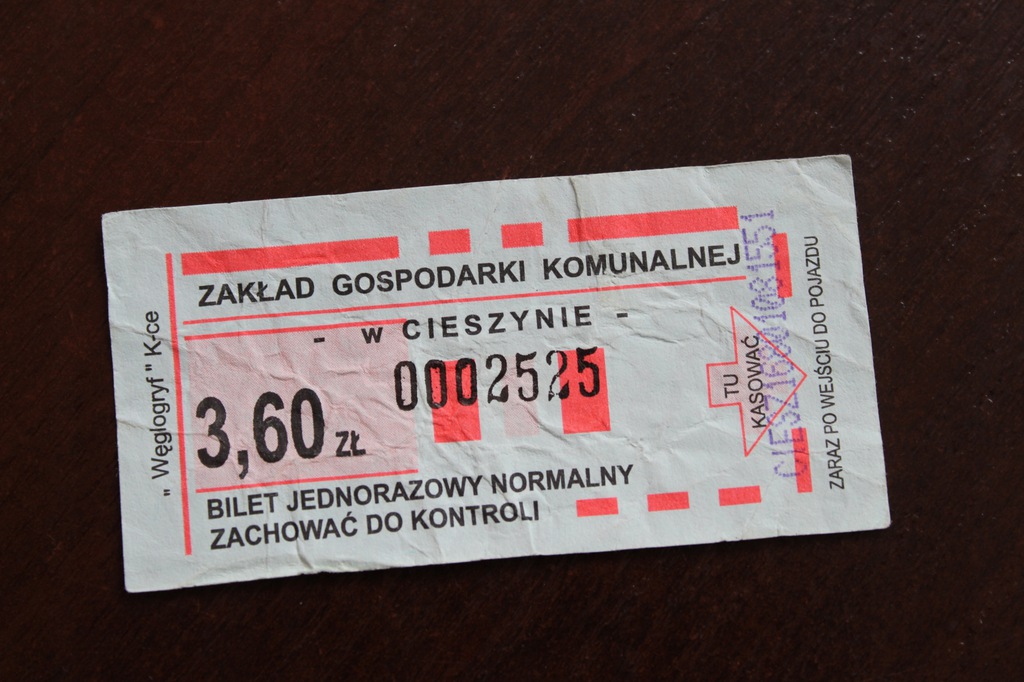 ZAKŁAD GOSPODARKI KOMUNALNEJ
- w CIESZYNIE -
0002525
3,60 ZŁ
BILET JEDNORAZOWY NORMALNY
ZACHOWAĆ DO KONTROLI
" Węglogryf " K-ce
TU
KASOWAĆ
ZARAZ PO WEJŚCIU DO POJAZDU